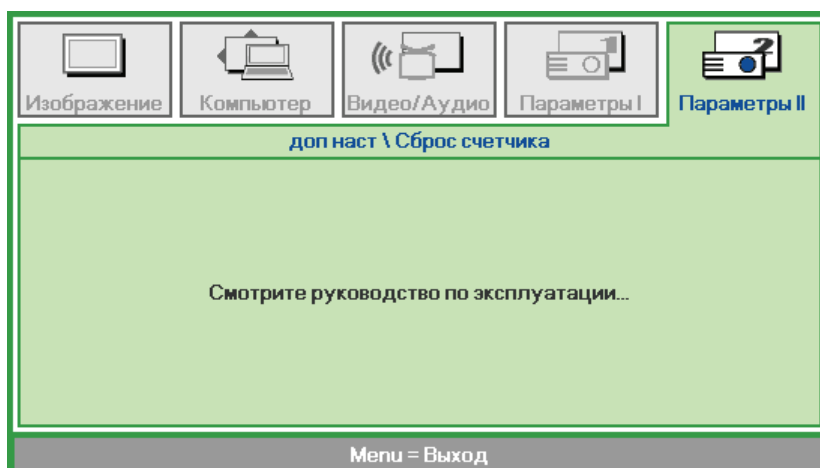 Изображение
Компьютер
Видео/Аудио
Параметры I
Параметры II
доп наст \ Сброс счетчика
Смотрите руководство по эксплуатации...
Menu = Выход